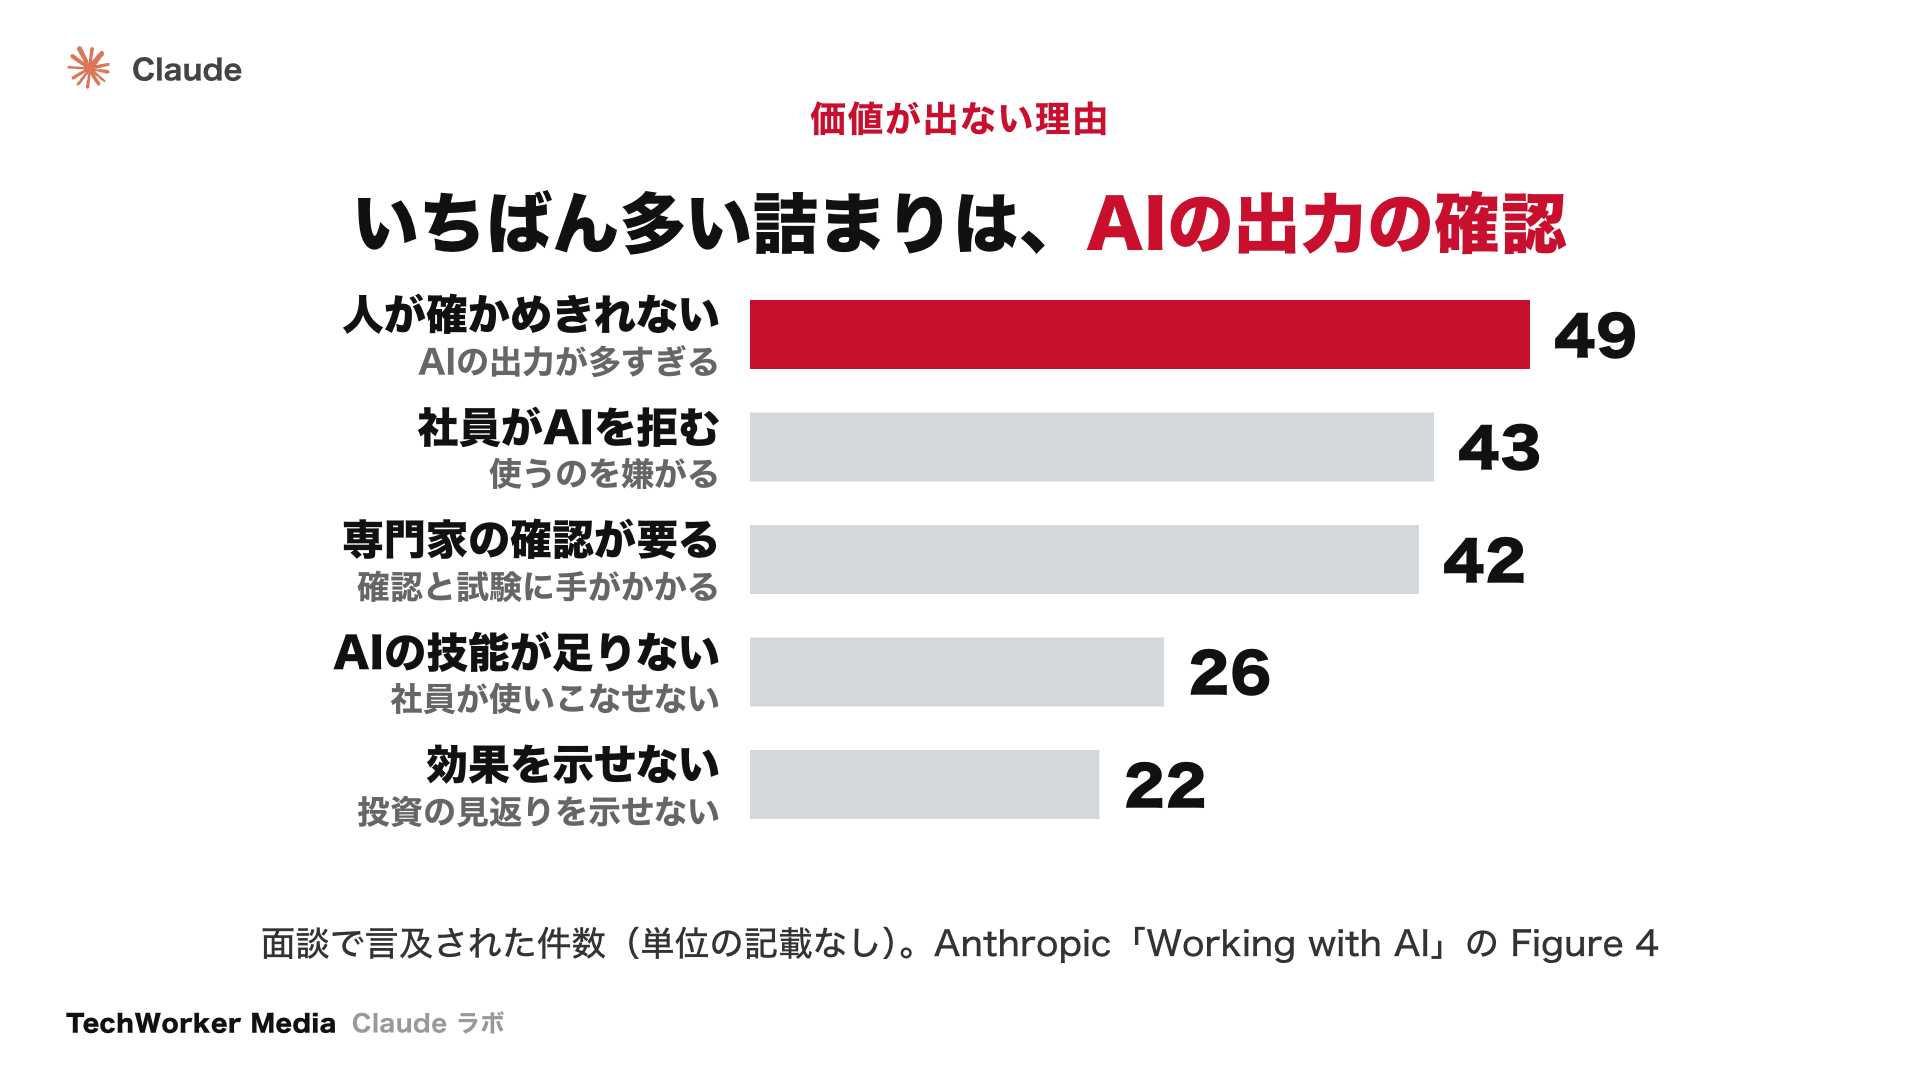 Claude
価値が出ない理由
いちばん多い詰まりは、AIの出力の確認
人が確かめきれない
AIの出力が多すぎる
49
社員がAIを拒む
使うのを嫌がる
43
専門家の確認が要る
確認と試験に手がかかる
42
AIの技能が足りない
社員が使いこなせない
26
効果を示せない
投資の見返りを示せない
22
面談で言及された件数（単位の記載なし）。Anthropic「Working with AI」の Figure 4
TechWorker Media Claude ラボ